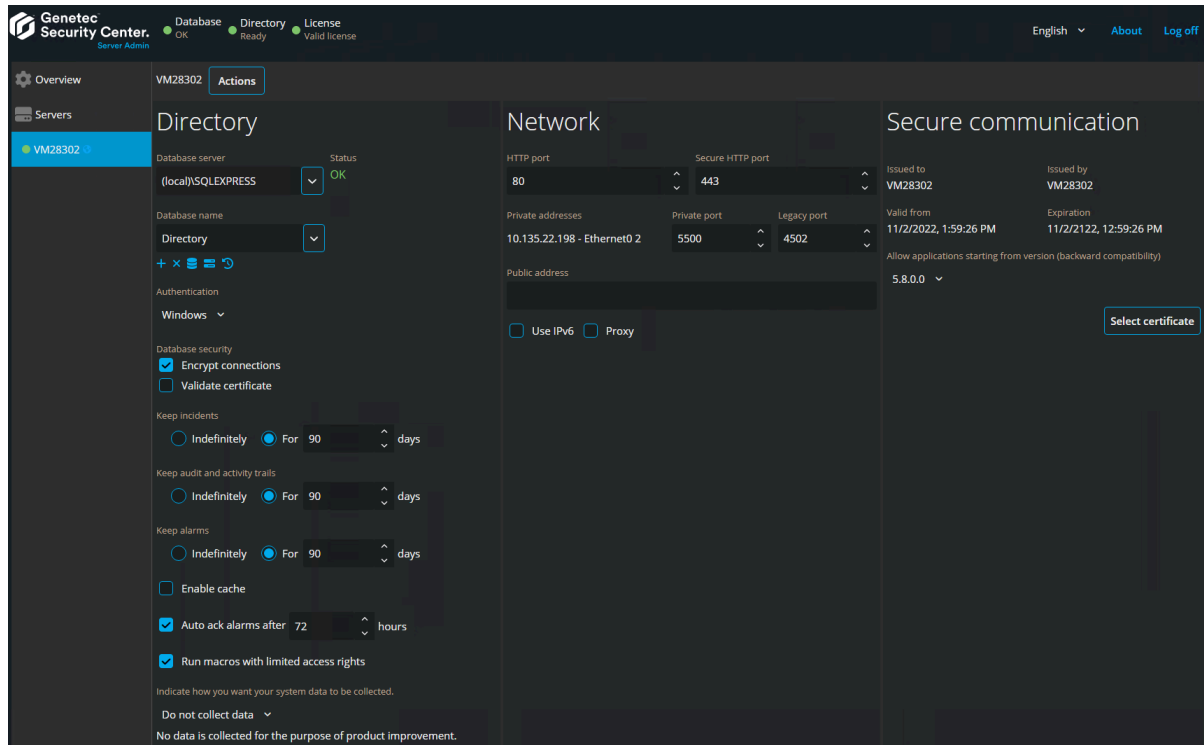 Genetec
Security Center.
Server Admin
Database
OK
Directory
Ready
License
Valid license
English
About
Log off
Overview
Servers
VM28302
VM28302
Actions
Directory
Database server
Status
(local)\SQLEXPRESS
OK
Database name
Directory
Authentication
Windows
Database security
Encrypt connections
Validate certificate
Keep incidents
Indefinitely For 90 days
Keep audit and activity trails
Indefinitely For 90 days
Keep alarms
Indefinitely For 90 days
Enable cache
Auto ack alarms after 72 hours
Run macros with limited access rights
Indicate how you want your system data to be collected.
Do not collect data
No data is collected for the purpose of product improvement.
Network
HTTP port
Secure HTTP port
80
443
Private addresses
Private port
Legacy port
10.135.22.198 - Ethernet0 2
5500
4502
Public address
Use IPv6
Proxy
Secure communication
Issued to
Issued by
VM28302
VM28302
Valid from
Expiration
11/2/2022, 1:59:26 PM
11/2/2122, 12:59:26 PM
Allow applications starting from version (backward compatibility)
5.8.0.0
Select certificate